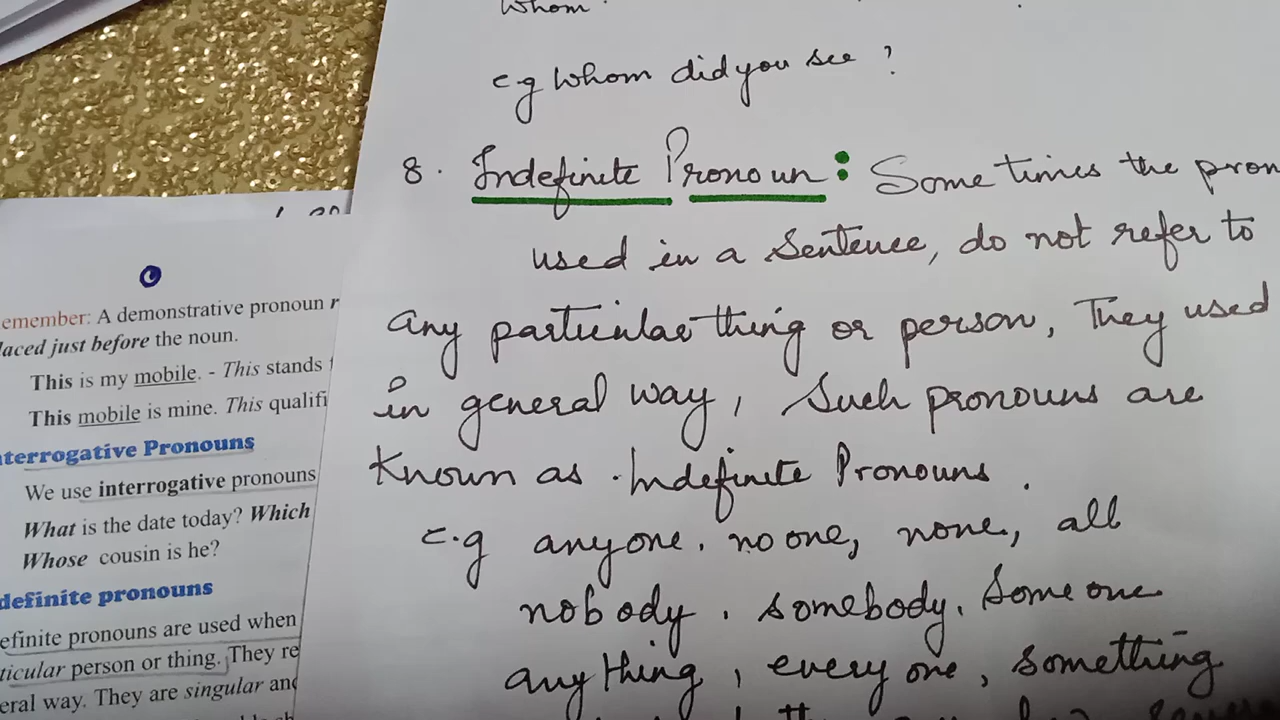 Whom.
e.g Whom did you see ?
8. Indefinite Pronoun: Some times the pron
used in a Sentence, do not refer to
any particular thing or person, They used
in general way, Such pronouns are
Known as Indefinite Pronouns.
e.g anyone, no one, none, all
nobody, somebody, Some one
anything, every one, something
emember: A demonstrative pronoun r
laced just before the noun.
This is my mobile. - This stands
This mobile is mine. This qualifi
terrogative Pronouns
We use interrogative pronouns
What is the date today? Which
Whose cousin is he?
definite pronouns
efinite pronouns are used when
ticular person or thing. They re
eral way. They are singular and